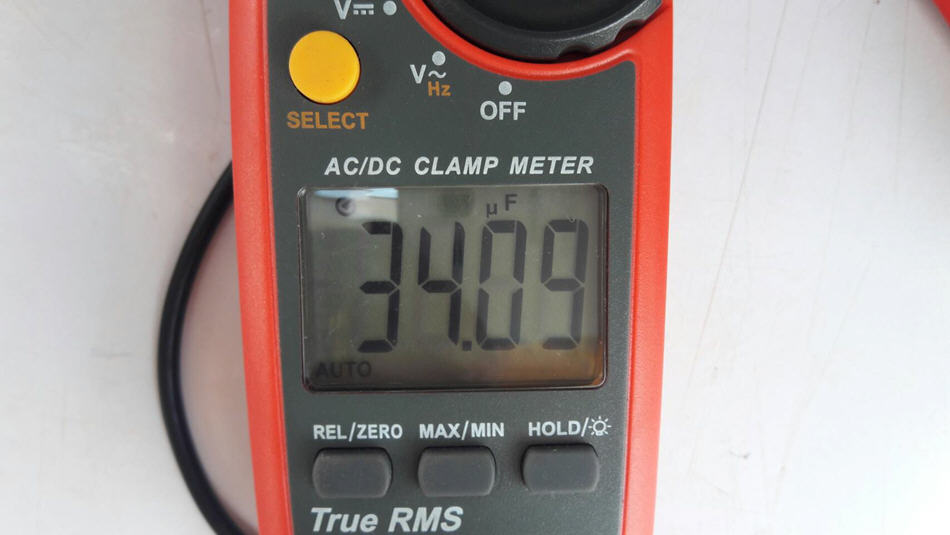 V⎓
V~
Hz
OFF
SELECT
AC/DC CLAMP METER
µF
34.09
AUTO
REL/ZERO MAX/MIN HOLD/
True RMS